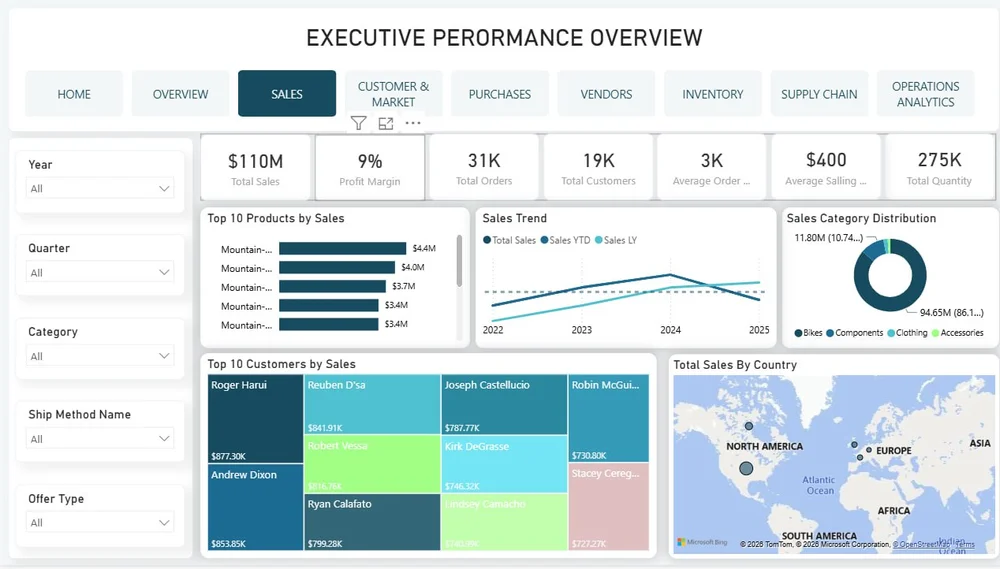 EXECUTIVE PERORMANCE OVERVIEW
HOME
OVERVIEW
SALES
CUSTOMER &
MARKET
PURCHASES
VENDORS
INVENTORY
SUPPLY CHAIN
OPERATIONS
ANALYTICS
Year
All
Quarter
All
Category
All
Ship Method Name
All
Offer Type
All
$110M
Total Sales
9%
Profit Margin
31K
Total Orders
19K
Total Customers
3K
Average Order ...
$400
Average Salling ...
275K
Total Quantity
Top 10 Products by Sales
Mountain-... $4.4M
Mountain-... $4.0M
Mountain-... $3.7M
Mountain-... $3.4M
Mountain-... $3.4M
Sales Trend
Total Sales Sales YTD Sales LY
2022 2023 2024 2025
Sales Category Distribution
11.80M (10.74...)
94.65M (86.1...)
Bikes Components Clothing Accessories
Top 10 Customers by Sales
Roger Harui
$877.30K
Andrew Dixon
$853.85K
Reuben D'sa
$841.91K
Robert Vessa
Ryan Calafato
$799.28K
Joseph Castellucio
$787.77K
Kirk DeGrasse
$746.32K
Lindsey Camacho
Robin McGui...
$730.80K
Stacey Cereg...
$727.27K
Total Sales By Country
NORTH AMERICA
EUROPE
ASIA
Atlantic
Ocean
AFRICA
SOUTH AMERICA
Indian
Ocean
Microsoft Bing
© 2026 TomTom, © 2026 Microsoft Corporation, © OpenStreetMap Terms